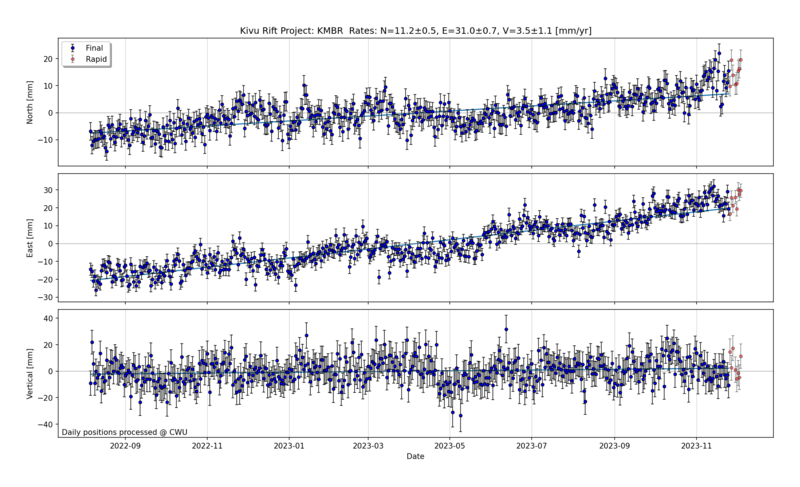 Kivu Rift Project: KMBR  Rates: N=11.2±0.5, E=31.0±0.7, V=3.5±1.1 [mm/yr]
Final
Rapid
20
10
0
−10
North [mm]
30
20
10
0
−10
−20
−30
East [mm]
40
20
0
−20
−40
Vertical [mm]
Daily positions processed @ CWU
2022-09 2022-11 2023-01 2023-03 2023-05 2023-07 2023-09 2023-11
Date